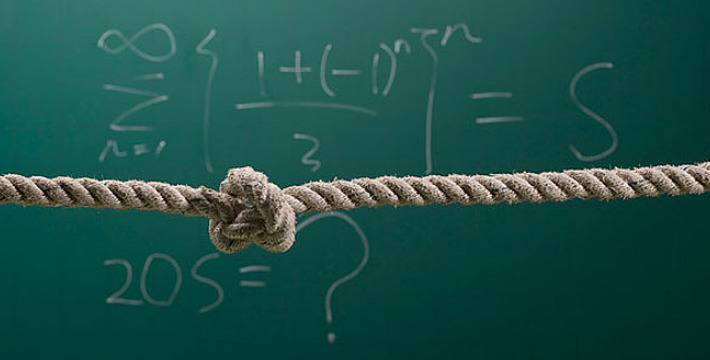 ∞
∑ { (1+(-1)ⁿ)/3 }ⁿ = S
n=1
20S=?